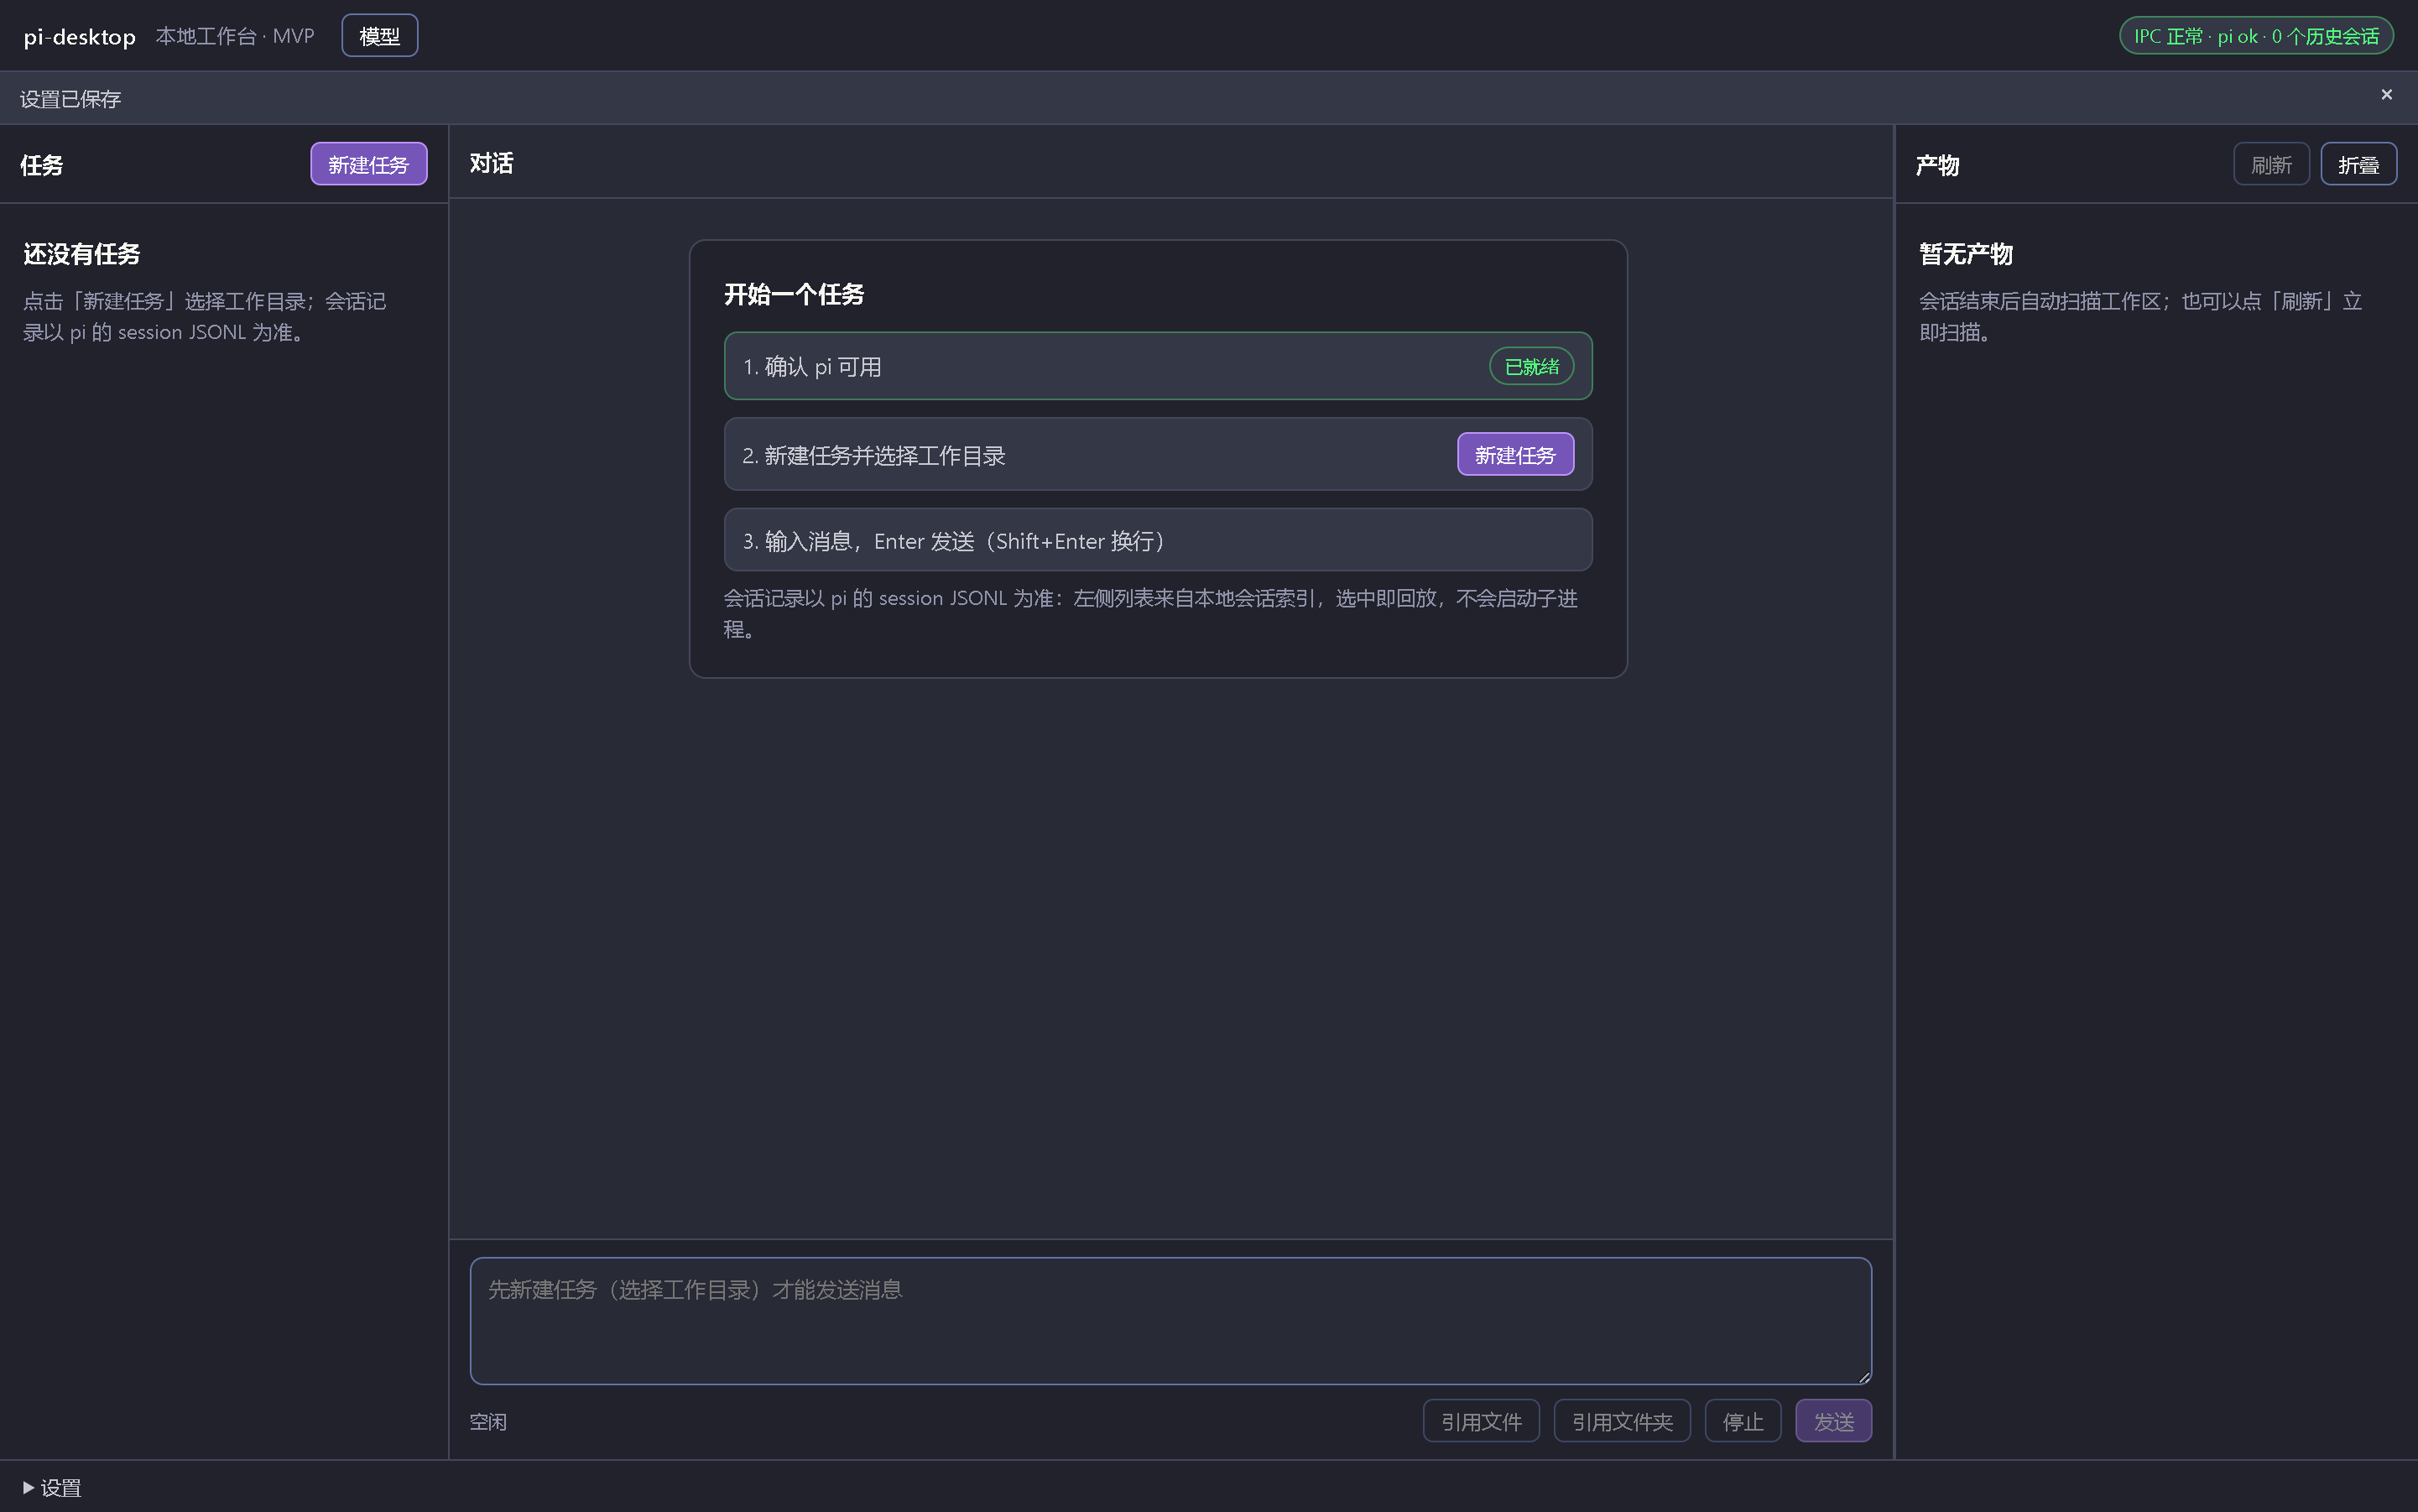 pi-desktop 本地工作台 · MVP 模型 IPC 正常 · pi ok · 0 个历史会话
设置已保存 ×
任务 新建任务
还没有任务
点击「新建任务」选择工作目录；会话记
录以 pi 的 session JSONL 为准。
对话
开始一个任务
1. 确认 pi 可用 已就绪
2. 新建任务并选择工作目录 新建任务
3. 输入消息，Enter 发送（Shift+Enter 换行）
会话记录以 pi 的 session JSONL 为准：左侧列表来自本地会话索引，选中即回放，不会启动子进
程。
先新建任务（选择工作目录）才能发送消息
空闲 引用文件 引用文件夹 停止 发送
产物 刷新 折叠
暂无产物
会话结束后自动扫描工作区；也可以点「刷新」立
即扫描。
设置